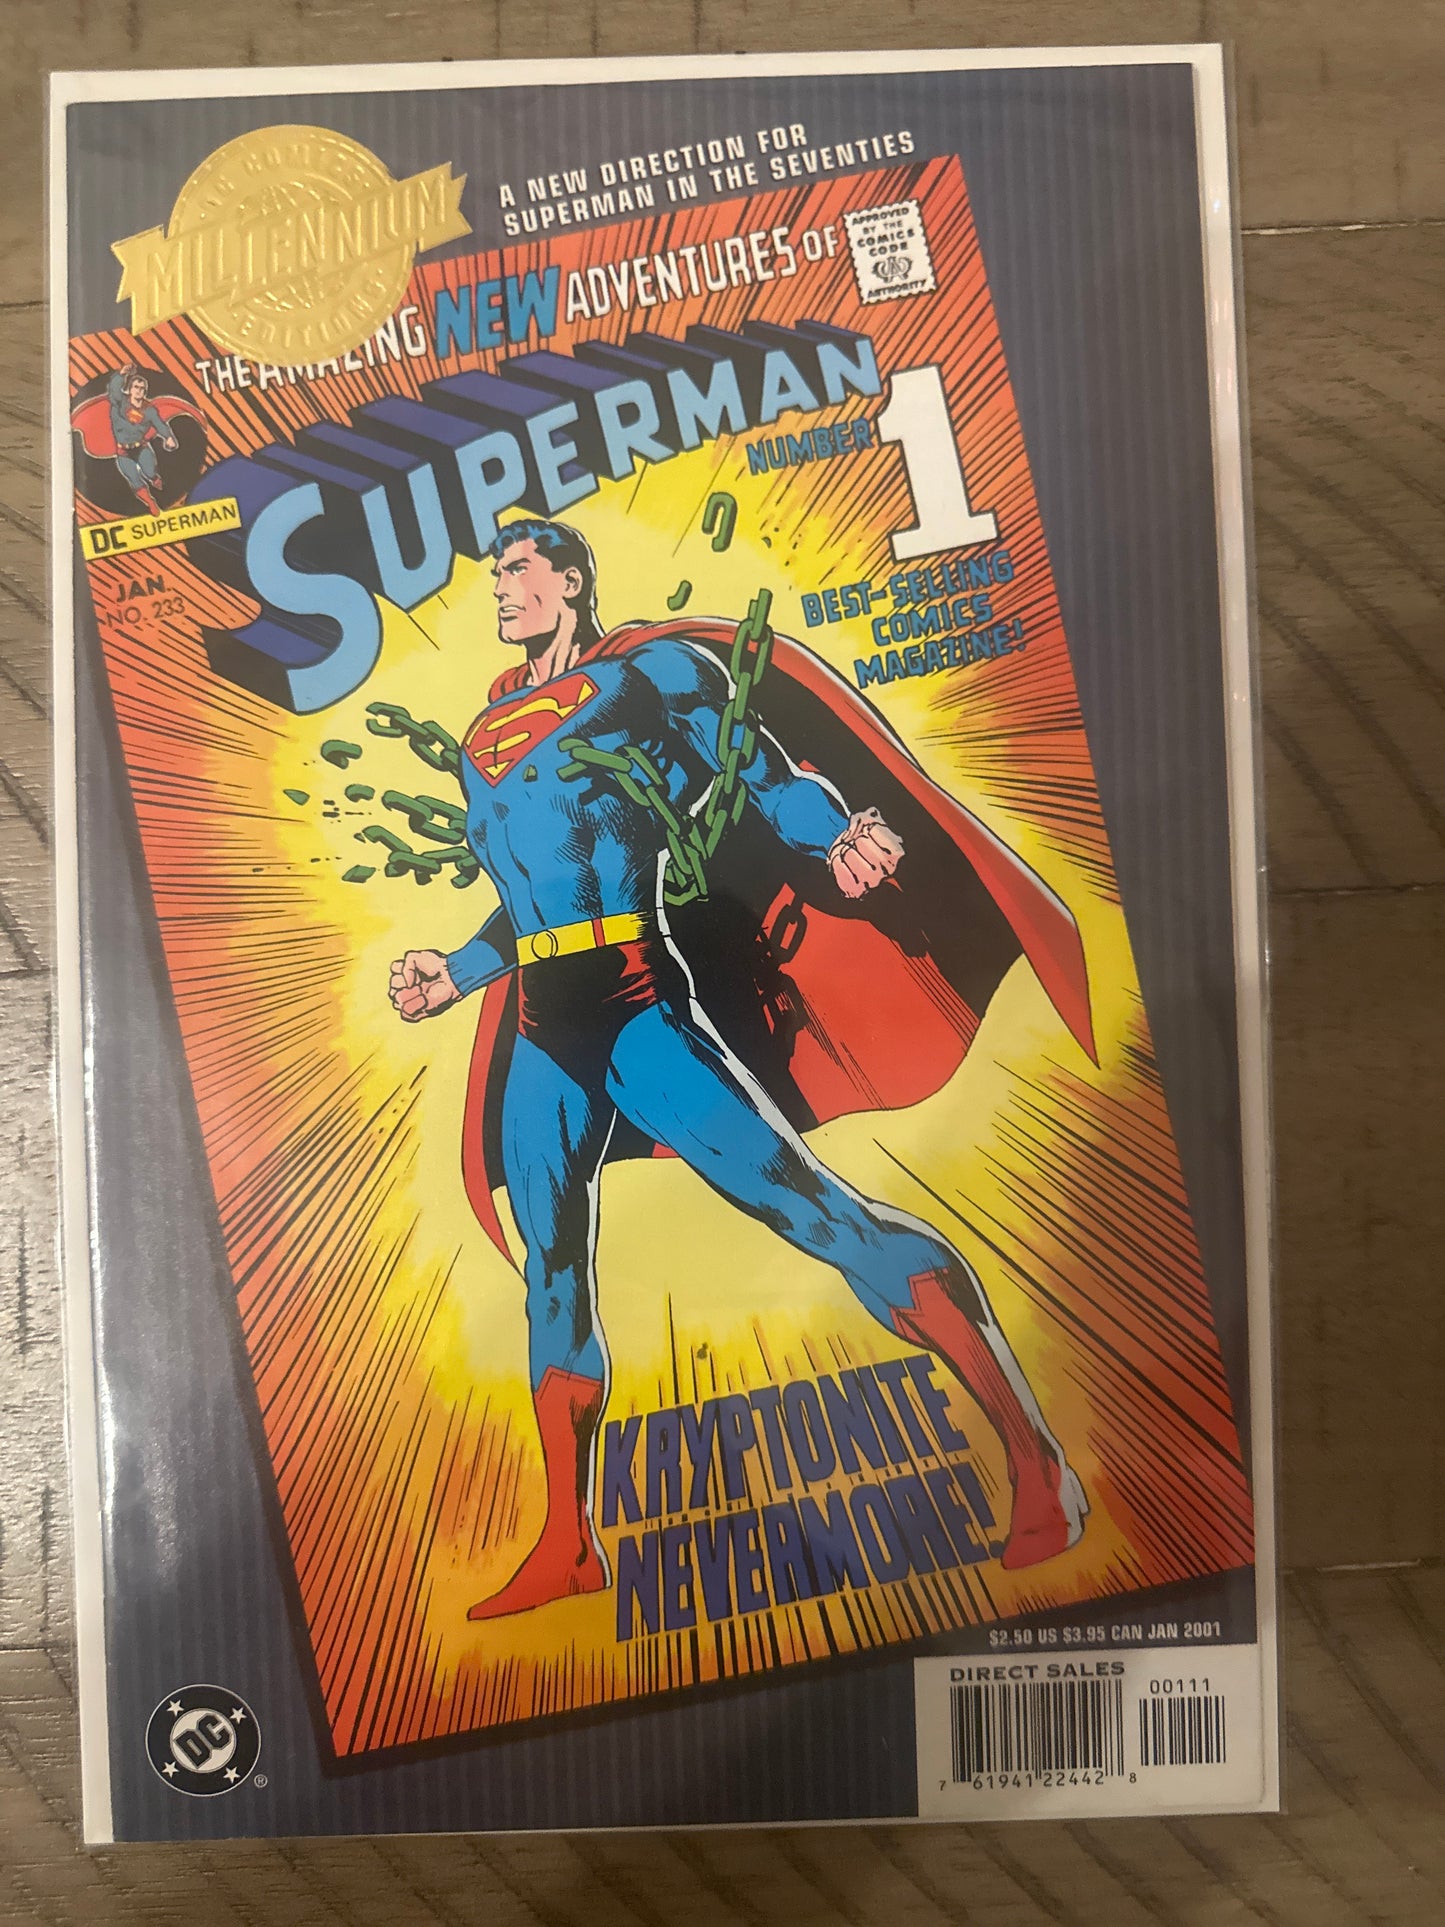 DC COMICS
MILLENNIUM
EDITIONS
A NEW DIRECTION FOR
SUPERMAN IN THE SEVENTIES
THE AMAZING NEW ADVENTURES OF
SUPERMAN
APPROVED
BY THE
COMICS
CODE
AUTHORITY
NUMBER 1
BEST-SELLING
COMICS
MAGAZINE!
DC SUPERMAN
JAN.
NO. 233
S
KRYPTONITE
NEVERMORE!
$2.50 US $3.95 CAN JAN 2001
DIRECT SALES
00111
7 61941 22442 8
DC ®